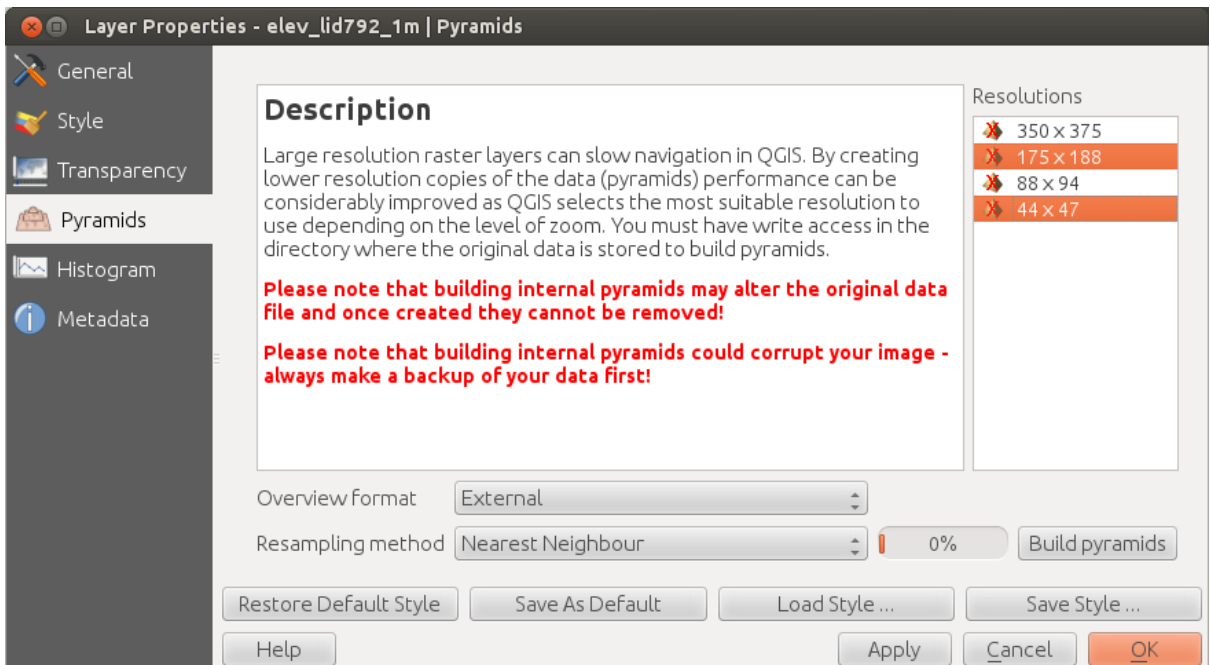 Layer Properties - elev_lid792_1m | Pyramids
General
Style
Transparency
Pyramids
Histogram
Metadata
Description
Large resolution raster layers can slow navigation in QGIS. By creating
lower resolution copies of the data (pyramids) performance can be
considerably improved as QGIS selects the most suitable resolution to
use depending on the level of zoom. You must have write access in the
directory where the original data is stored to build pyramids.
Please note that building internal pyramids may alter the original data
file and once created they cannot be removed!
Please note that building internal pyramids could corrupt your image -
always make a backup of your data first!
Resolutions
350 x 375
175 x 188
88 x 94
44 x 47
Overview format External
Resampling method Nearest Neighbour 0% Build pyramids
Restore Default Style Save As Default Load Style ... Save Style ...
Help Apply Cancel OK